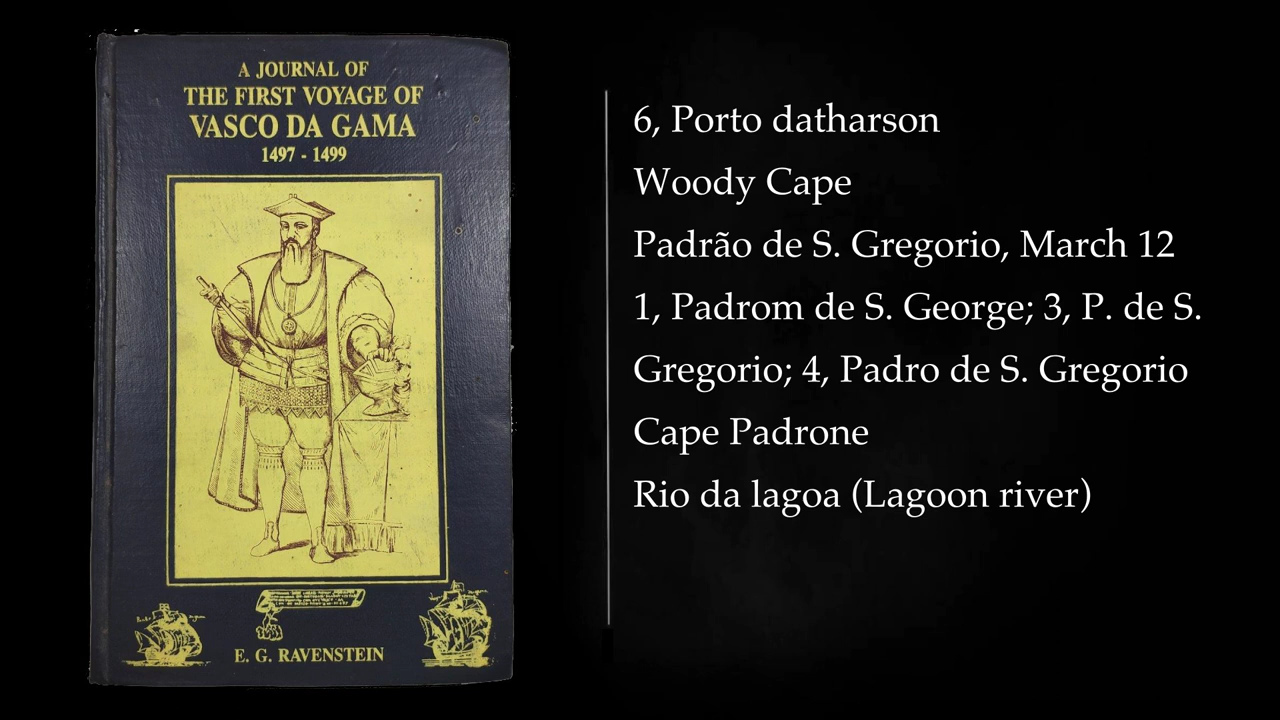 A JOURNAL OF
THE FIRST VOYAGE OF
VASCO DA GAMA
1497 - 1499
E. G. RAVENSTEIN
6, Porto datharson
Woody Cape
Padrão de S. Gregorio, March 12
1, Padrom de S. George; 3, P. de S.
Gregorio; 4, Padro de S. Gregorio
Cape Padrone
Rio da lagoa (Lagoon river)